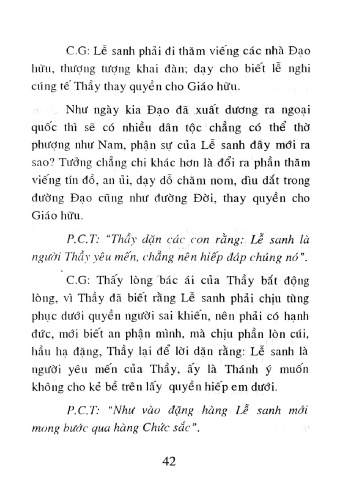 C.G: Lễ sanh phải đi thăm viếng các nhà Đạo
hữu, thượng tượng khai đàn; dạy cho biết lễ nghi
cúng tế Thầy thay quyền cho Giáo hữu.
Như ngày kia Đạo đã xuất dương ra ngoại
quốc thì sẽ có nhiều dân tộc chẳng có thể thờ
phượng như Nam, phận sự của Lễ sanh đây mới ra
sao? Tưởng chẳng chi khác hơn là đổi ra phần thăm
viếng tín đồ, an ủi, dạy dỗ chăm nom, dìu dắt trong
đường Đạo cũng như đường Đời, thay quyền cho
Giáo hữu.
P.C.T: "Thầy dặn các con rằng: Lễ sanh là
người Thầy yêu mến, chẳng nên hiếp đáp chúng nó".
C.G: Thấy lòng bác ái của Thầy bắt động
lòng, vì Thầy đã biết rằng Lễ sanh phải chịu tùng
phục dưới quyền người sai khiến, nên phải có hạnh
đức, mới biết an phận mình, mà chịu phần lòn cúi,
hầu hạ đặng, Thầy lại để lời dặn rằng: Lễ sanh là
người yêu mến của Thầy, ấy là Thánh ý muốn
không cho kẻ bề trên lấy quyền hiếp em dưới.
P.C.T: "Như vào đặng hàng Lễ sanh mới
mong bước qua hàng Chức sắc".
42